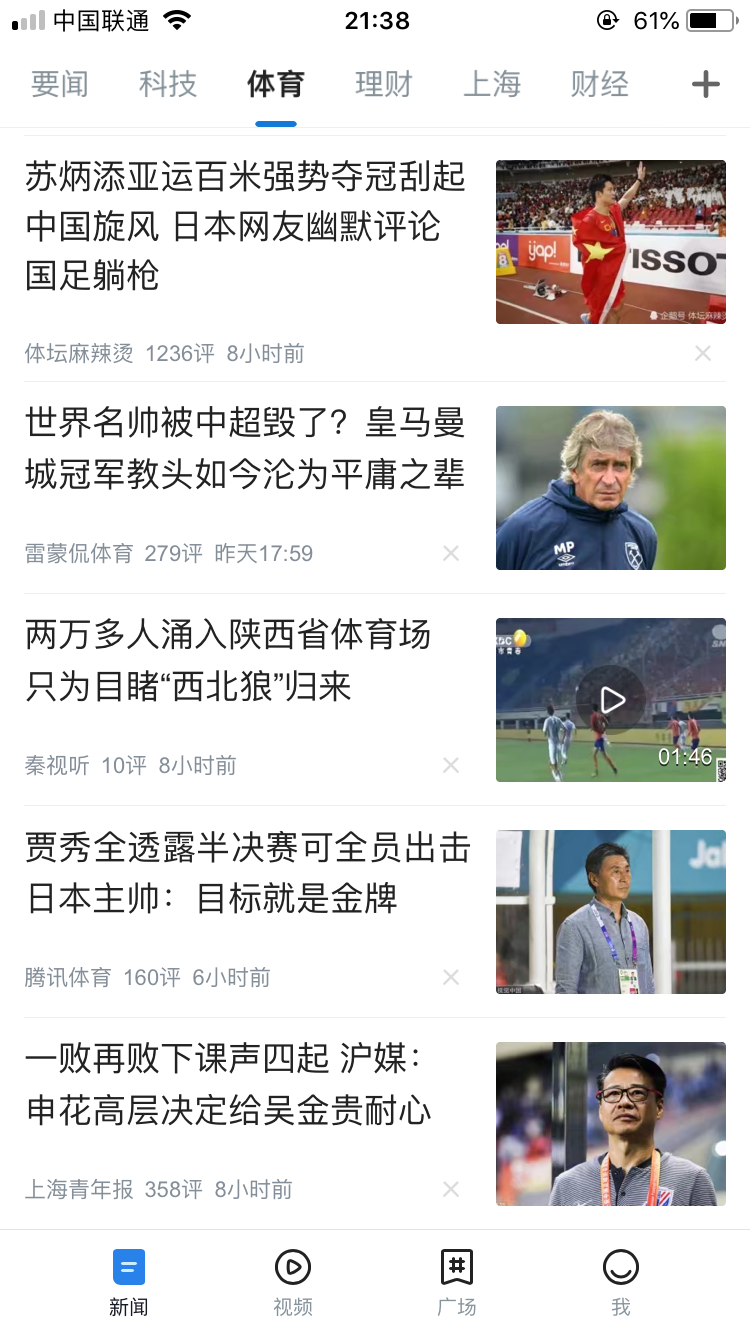 中国联通 21:38 61%
要闻 科技 体育 理财 上海 财经
苏炳添亚运百米强势夺冠刮起
中国旋风 日本网友幽默评论
国足躺枪
yap!
TISSOT
企鹅号 体坛麻辣烫
体坛麻辣烫 1236评 8小时前
世界名帅被中超毁了？皇马曼
城冠军教头如今沦为平庸之辈
MP
雷蒙侃体育 279评 昨天17:59
两万多人涌入陕西省体育场
只为目睹“西北狼”归来
01:46
秦视听 10评 8小时前
贾秀全透露半决赛可全员出击
日本主帅：目标就是金牌
腾讯体育 160评 6小时前
一败再败下课声四起 沪媒：
申花高层决定给吴金贵耐心
上海青年报 358评 8小时前
新闻 视频 广场 我